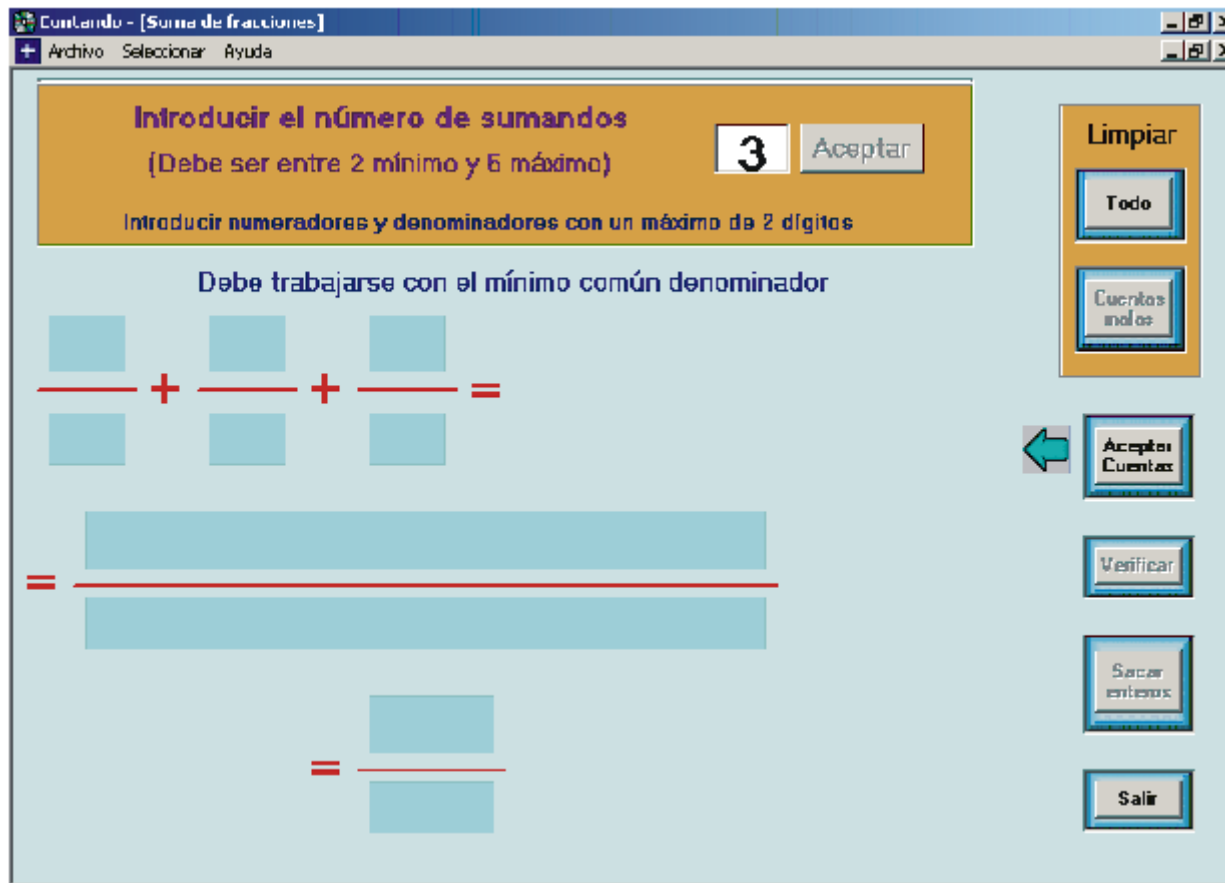 Contando - [Suma de fracciones]
Archivo Seleccionar Ayuda
Introducir el número de sumandos
(Debe ser entre 2 mínimo y 6 máximo)
3 Aceptar
Introducir numeradores y denominadores con un máximo de 2 dígitos
Debe trabajarse con el mínimo común denominador
+ + =
=
=
Limpiar
Todo
Cuentas
malas
Aceptar
Cuentas
Verificar
Sacar
enteros
Salir